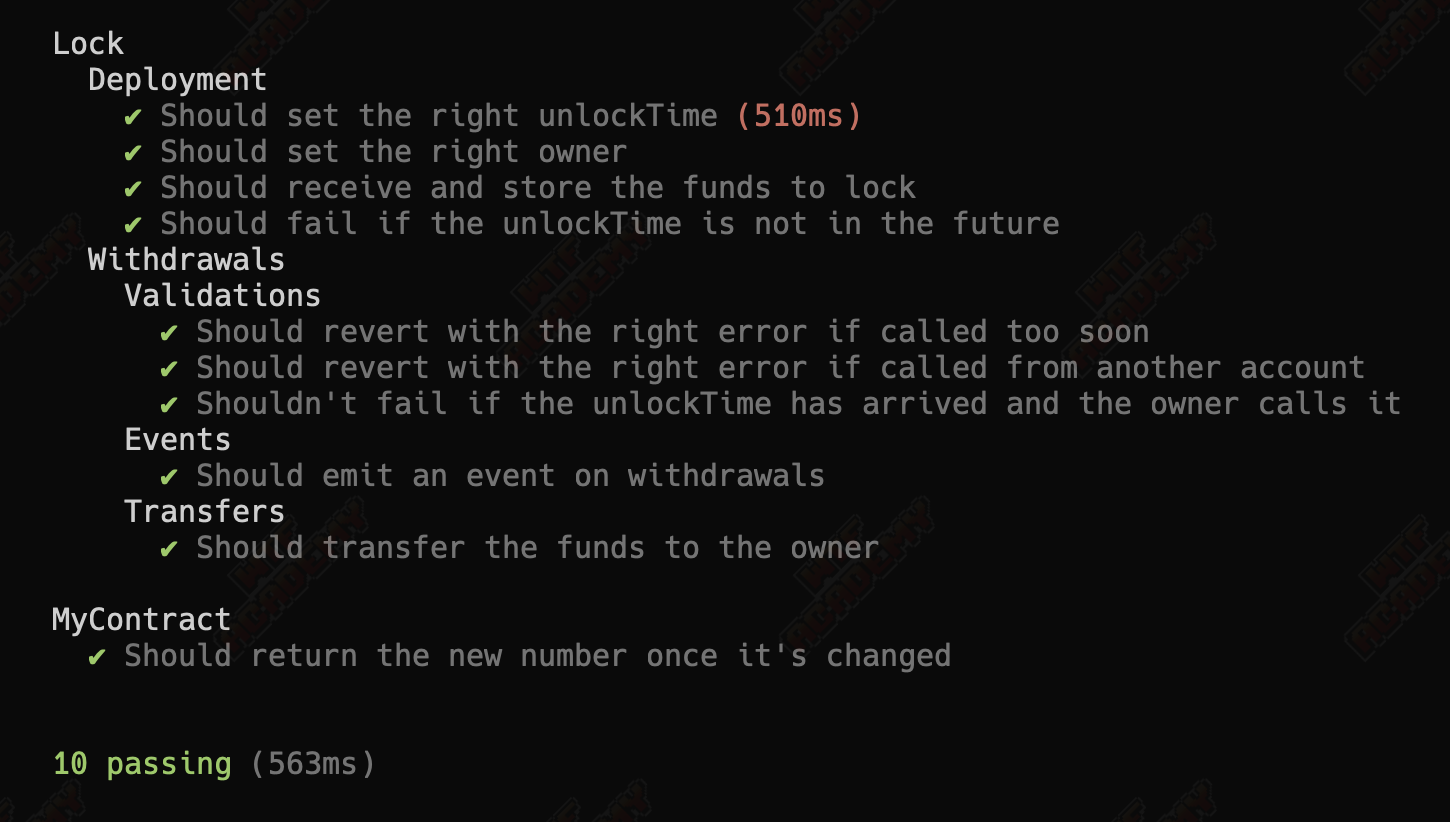 Lock
Deployment
✔ Should set the right unlockTime (510ms)
✔ Should set the right owner
✔ Should receive and store the funds to lock
✔ Should fail if the unlockTime is not in the future
Withdrawals
Validations
✔ Should revert with the right error if called too soon
✔ Should revert with the right error if called from another account
✔ Shouldn't fail if the unlockTime has arrived and the owner calls it
Events
✔ Should emit an event on withdrawals
Transfers
✔ Should transfer the funds to the owner
MyContract
✔ Should return the new number once it's changed
10 passing (563ms)
WTF
ACADEMY